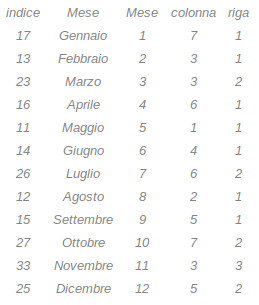 indice Mese Mese colonna riga
17 Gennaio 1 7 1
13 Febbraio 2 3 1
23 Marzo 3 3 2
16 Aprile 4 6 1
11 Maggio 5 1 1
14 Giugno 6 4 1
26 Luglio 7 6 2
12 Agosto 8 2 1
15 Settembre 9 5 1
27 Ottobre 10 7 2
33 Novembre 11 3 3
25 Dicembre 12 5 2